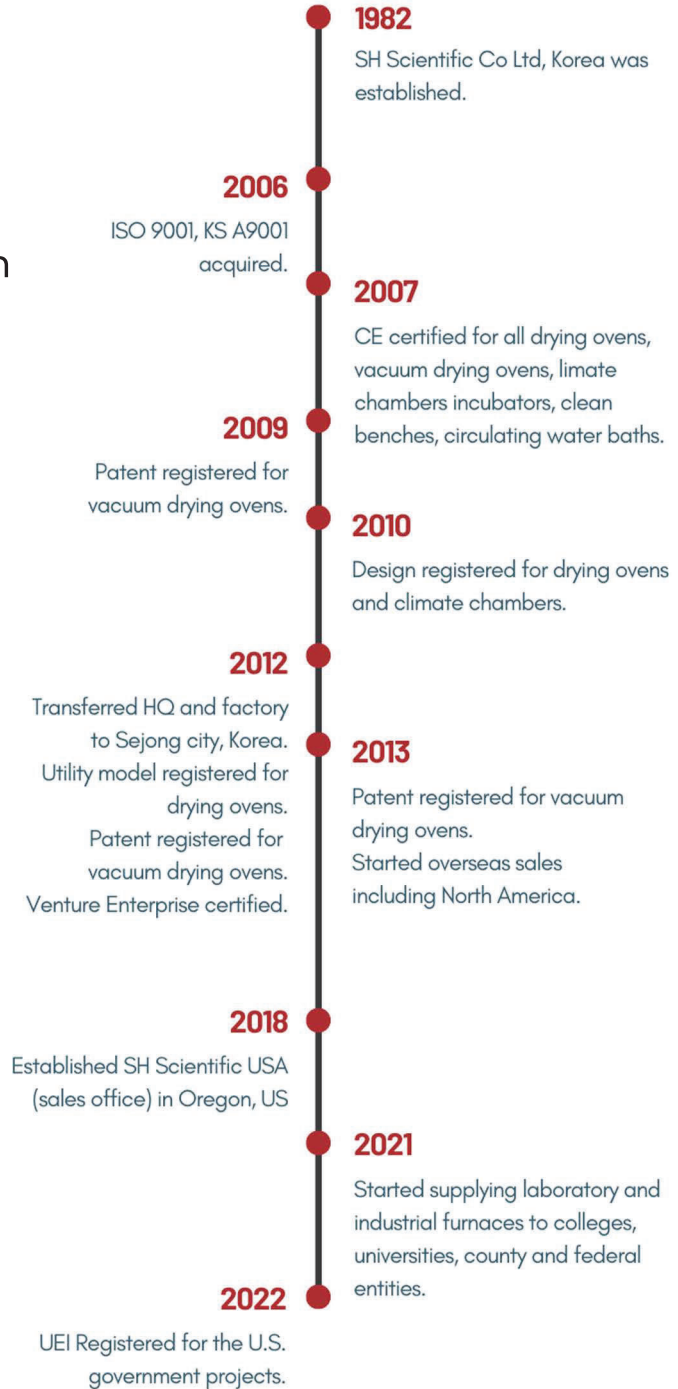 1982
SH Scientific Co Ltd, Korea was
established.
2006
ISO 9001, KS A9001
acquired.
n
2007
CE certified for all drying ovens,
vacuum drying ovens, limate
chambers incubators, clean
benches, circulating water baths.
2009
Patent registered for
vacuum drying ovens.
2010
Design registered for drying ovens
and climate chambers.
2012
Transferred HQ and factory
to Sejong city, Korea.
Utility model registered for
drying ovens.
Patent registered for
vacuum drying ovens.
Venture Enterprise certified.
2013
Patent registered for vacuum
drying ovens.
Started overseas sales
including North America.
2018
Established SH Scientific USA
(sales office) in Oregon, US
2021
Started supplying laboratory and
industrial furnaces to colleges,
universities, county and federal
entities.
2022
UEI Registered for the U.S.
government projects.